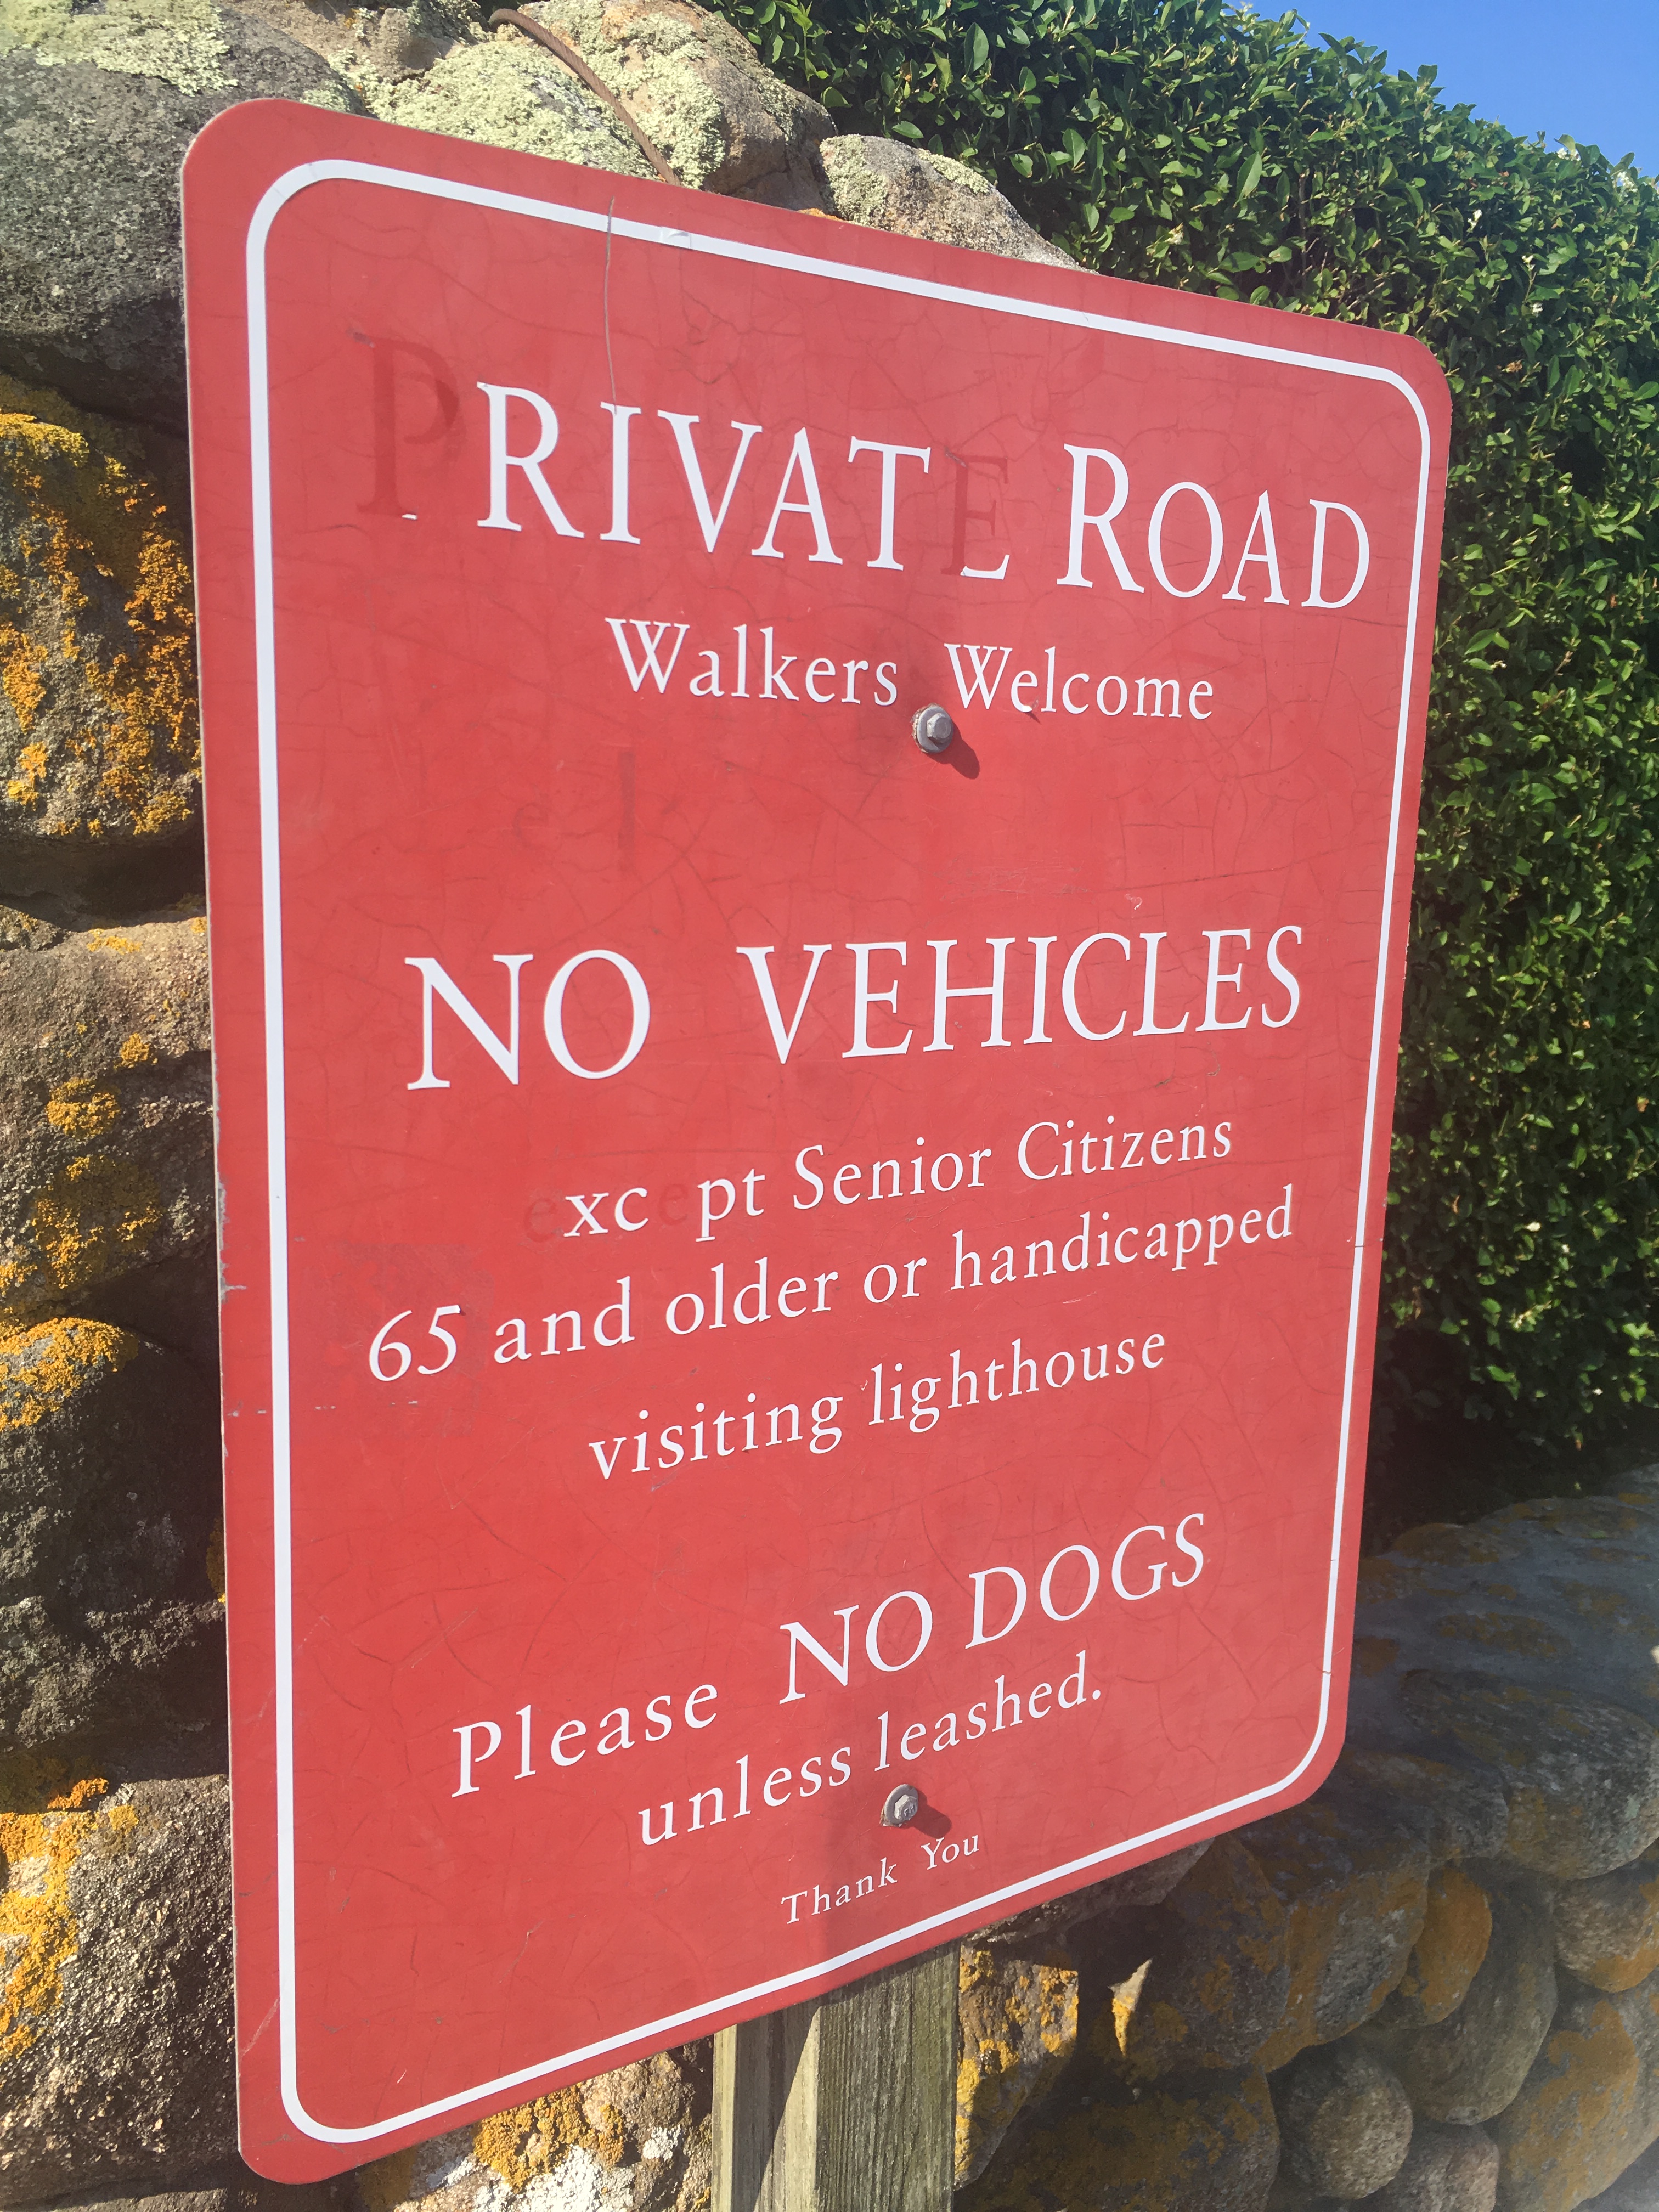 PRIVATE ROAD
Walkers Welcome
NO VEHICLES
except Senior Citizens
65 and older or handicapped
visiting lighthouse
Please NO DOGS
unless leashed.
Thank You